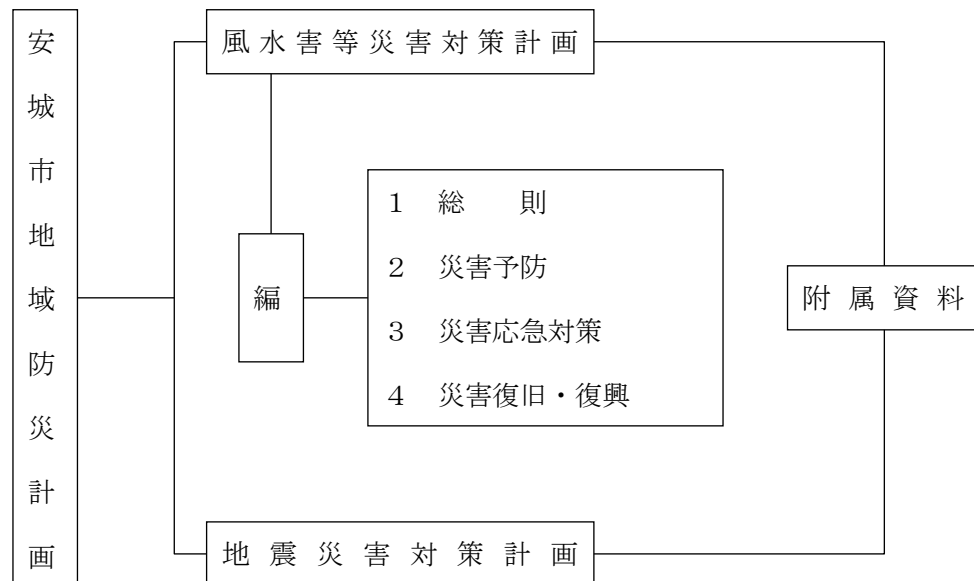 安城市地域防災計画
風水害等災害対策計画
編
１　総　　則
２　災害予防
３　災害応急対策
４　災害復旧・復興
附属資料
地震災害対策計画